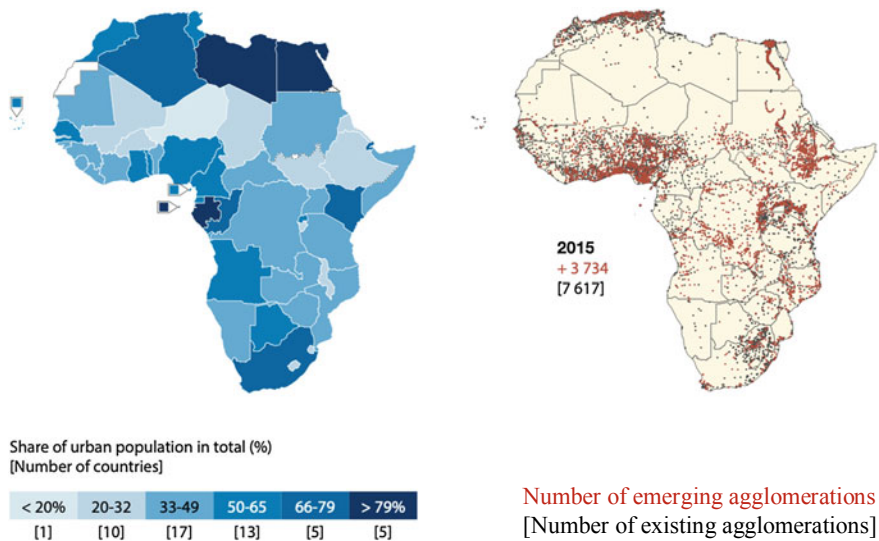 2015
+ 3 734
[7 617]
Share of urban population in total (%)
[Number of countries]
< 20% 20-32 33-49 50-65 66-79 > 79%
[1] [10] [17] [13] [5] [5]
Number of emerging agglomerations
[Number of existing agglomerations]